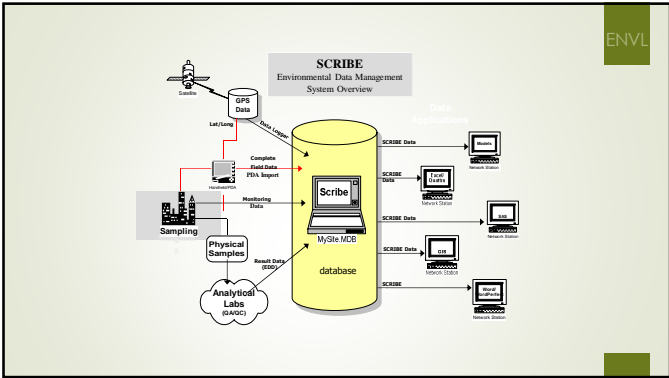 ENVL
SCRIBE
Environmental Data Management
System Overview
Satellite
GPS
Data
Data
Applications
Lat/Long
Data Logger
Complete
Field Data
PDA Import
Handheld/PDA
Monitoring
Data
Sampling
Physical
Samples
Result Data
(EDD)
Analytical
Labs
(QA/QC)
Scribe
MySite.MDB
database
SCRIBE Data
Models
Network Station
SCRIBE
Data
Excel/
Quattro
Network Station
SCRIBE Data
SAS
Network Station
SCRIBE Data
GIS
Network Station
SCRIBE
Word/
WordPerfect
Network Station